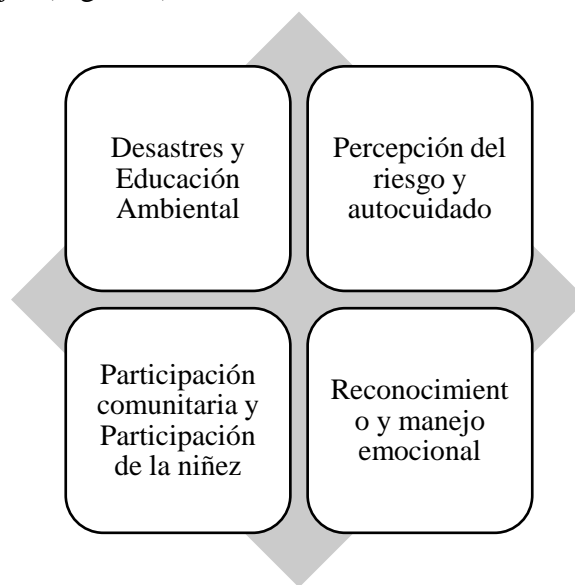 Desastres y
Educación
Ambiental
Percepción del
riesgo y
autocuidado
Participación
comunitaria y
Participación
de la niñez
Reconocimient
o y manejo
emocional